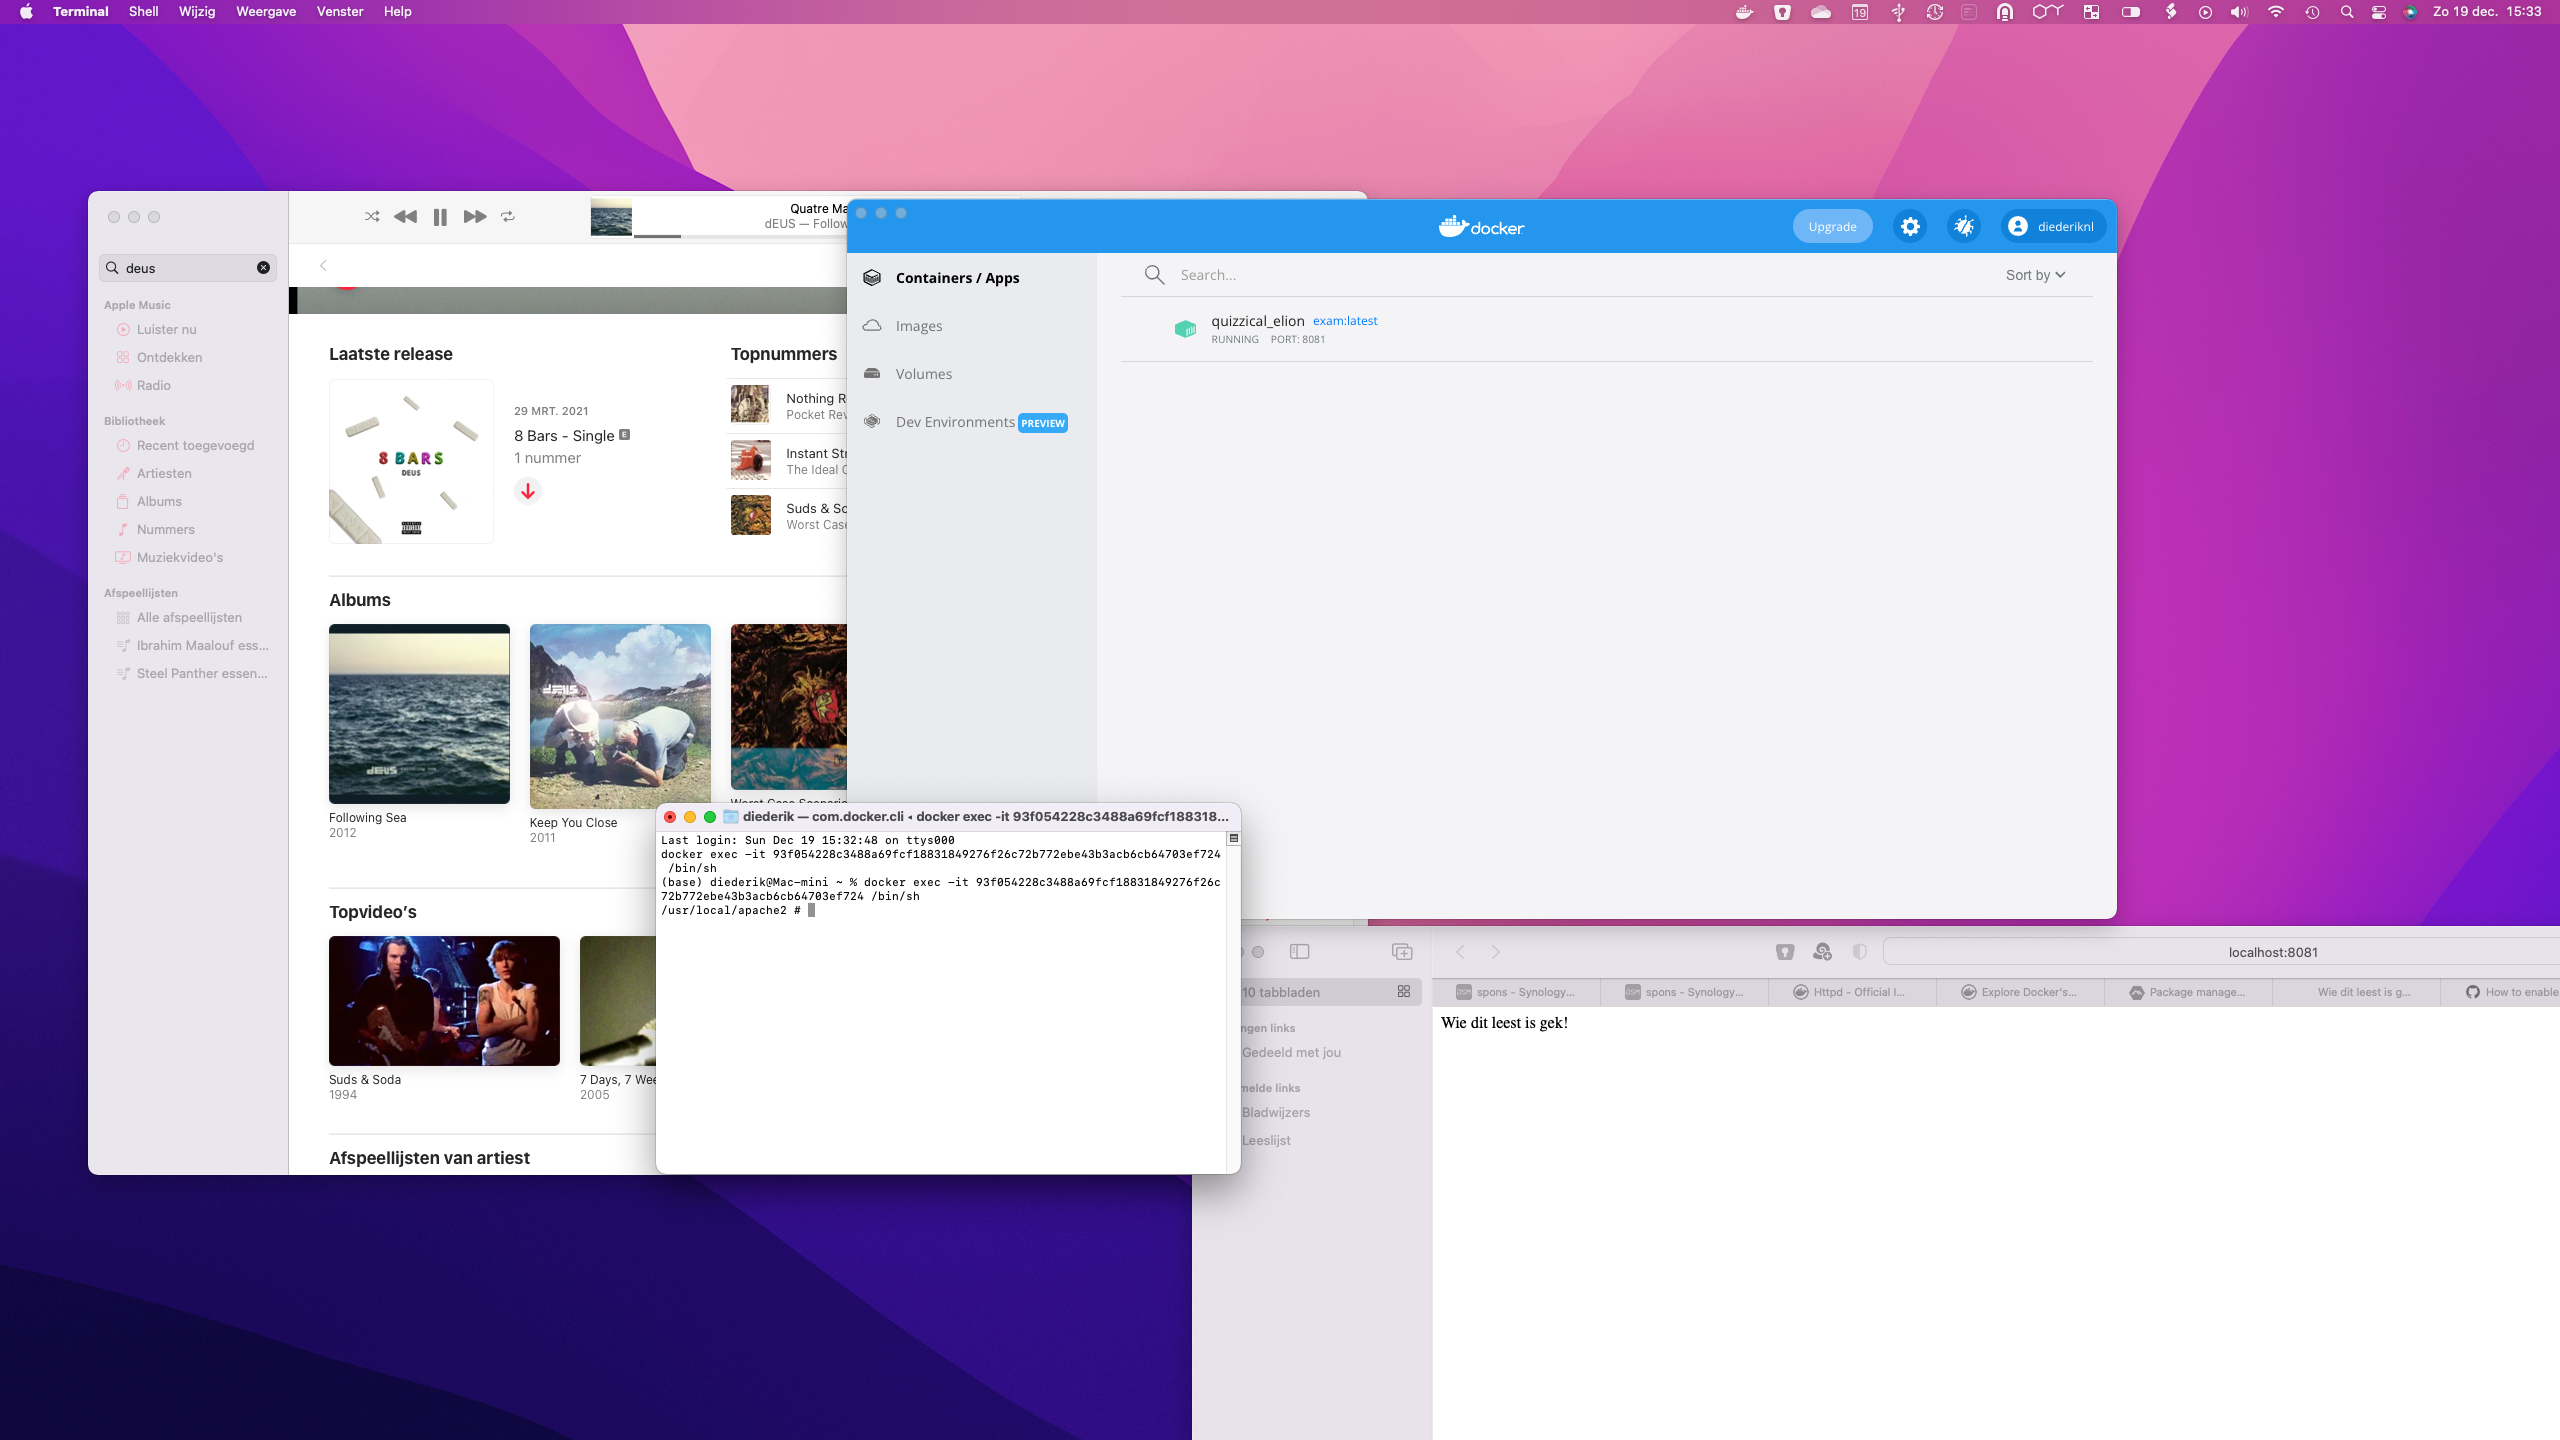 Terminal Shell Wijzig Weergave Venster Help
19
Zo 19 dec. 15:33
deus
Apple Music
Luister nu
Ontdekken
Radio
Bibliotheek
Recent toegevoegd
Artiesten
Albums
Nummers
Muziekvideo's
Afspeellijsten
Alle afspeellijsten
Ibrahim Maalouf ess...
Steel Panther essen...
Quatre Ma
dEUS — Follow
Laatste release
8 BARS
DEUS
29 MRT. 2021
8 Bars - Single E
1 nummer
Topnummers
Nothing R
Pocket Rev
Instant Str
The Ideal C
Suds & So
Worst Case
Albums
dEUS
Following Sea
2012
dEUS
Keep You Close
2011
Worst Case Scenario
Topvideo's
Suds & Soda
1994
7 Days, 7 Wee
2005
Afspeellijsten van artiest
docker
Upgrade
diederiknl
Containers / Apps
Images
Volumes
Dev Environments PREVIEW
Search...
Sort by
quizzical_elion exam:latest
RUNNING PORT: 8081
diederik — com.docker.cli ◂ docker exec -it 93f054228c3488a69fcf188318...
Last login: Sun Dec 19 15:32:48 on ttys000
docker exec -it 93f054228c3488a69fcf18831849276f26c72b772ebe43b3acb6cb64703ef724
/bin/sh
(base) diederik@Mac-mini ~ % docker exec -it 93f054228c3488a69fcf18831849276f26c
72b772ebe43b3acb6cb64703ef724 /bin/sh
/usr/local/apache2 #
localhost:8081
10 tabbladen
ngen links
Gedeeld met jou
melde links
Bladwijzers
Leeslijst
spons - Synology...
spons - Synology...
Httpd - Official I...
Explore Docker's...
Package manage...
Wie dit leest is g...
How to enable
Wie dit leest is gek!